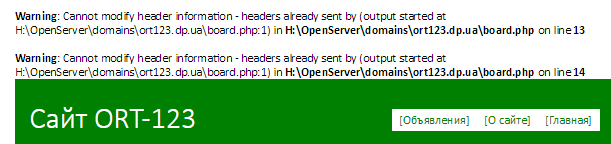 Warning: Cannot modify header information - headers already sent by (output started at
H:\OpenServer\domains\ort123.dp.ua\board.php:1) in H:\OpenServer\domains\ort123.dp.ua\board.php on line 13
Warning: Cannot modify header information - headers already sent by (output started at
H:\OpenServer\domains\ort123.dp.ua\board.php:1) in H:\OpenServer\domains\ort123.dp.ua\board.php on line 14
Сайт ORT-123 [Объявления] [О сайте] [Главная]